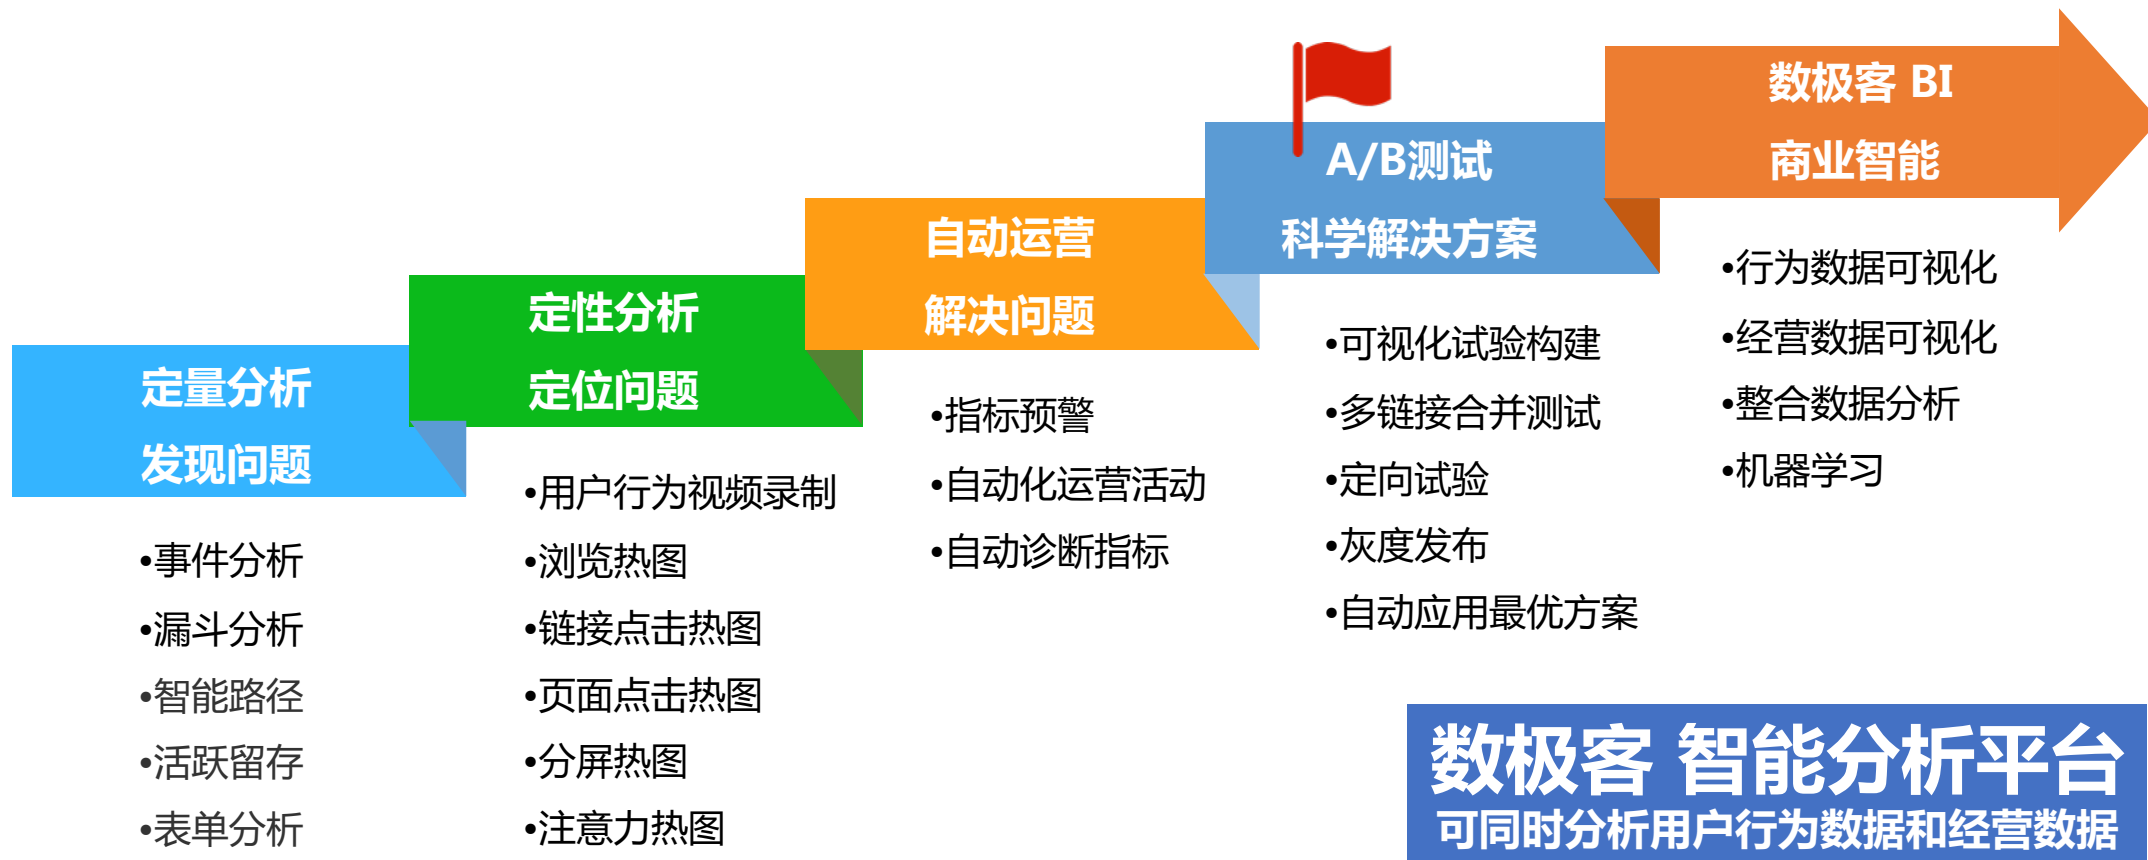 定量分析
发现问题
•事件分析
•漏斗分析
•智能路径
•活跃留存
•表单分析
定性分析
定位问题
•用户行为视频录制
•浏览热图
•链接点击热图
•页面点击热图
•分屏热图
•注意力热图
自动运营
解决问题
•指标预警
•自动化运营活动
•自动诊断指标
A/B测试
科学解决方案
•可视化试验构建
•多链接合并测试
•定向试验
•灰度发布
•自动应用最优方案
数极客 BI
商业智能
•行为数据可视化
•经营数据可视化
•整合数据分析
•机器学习
数极客 智能分析平台
可同时分析用户行为数据和经营数据